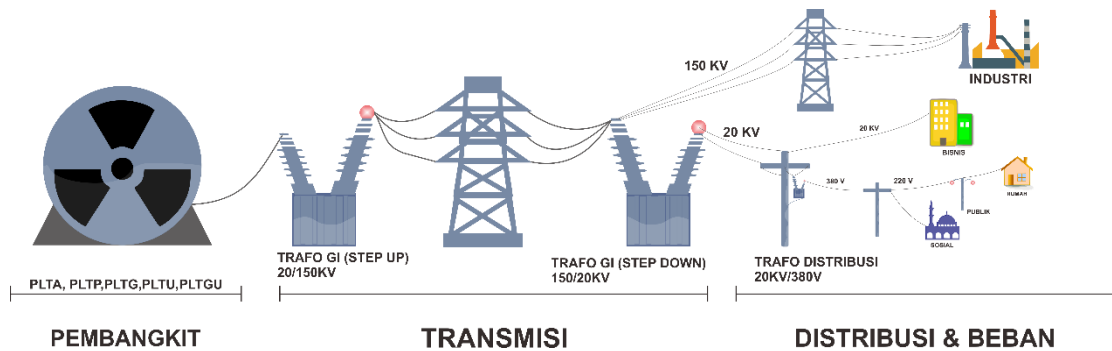 150 KV
INDUSTRI
20 KV
20 KV
BISNIS
380 V
220 V
RUMAH
PUBLIK
SOSIAL
TRAFO GI (STEP UP)
20/150KV
TRAFO GI (STEP DOWN)
150/20KV
TRAFO DISTRIBUSI
20KV/380V
PLTA, PLTP,PLTG,PLTU,PLTGU
PEMBANGKIT
TRANSMISI
DISTRIBUSI & BEBAN